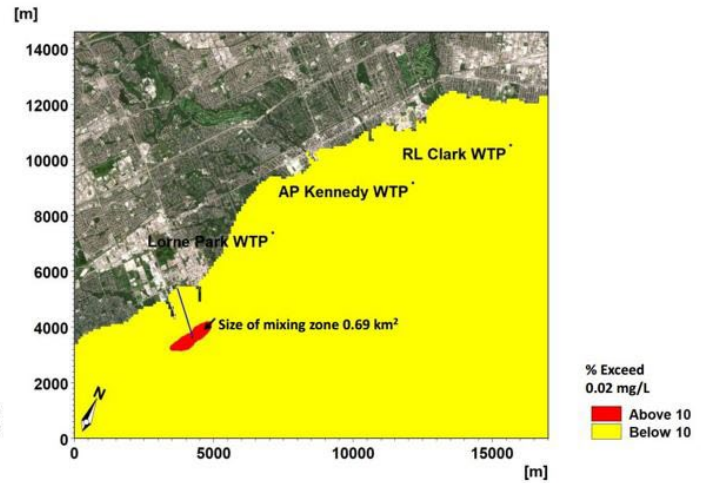 [m]
14000
12000
10000
8000
6000
4000
2000
0
RL Clark WTP
AP Kennedy WTP
Lorne Park WTP
Size of mixing zone 0.69 km²
N
0
5000
10000
15000
[m]
% Exceed
0.02 mg/L
Above 10
Below 10